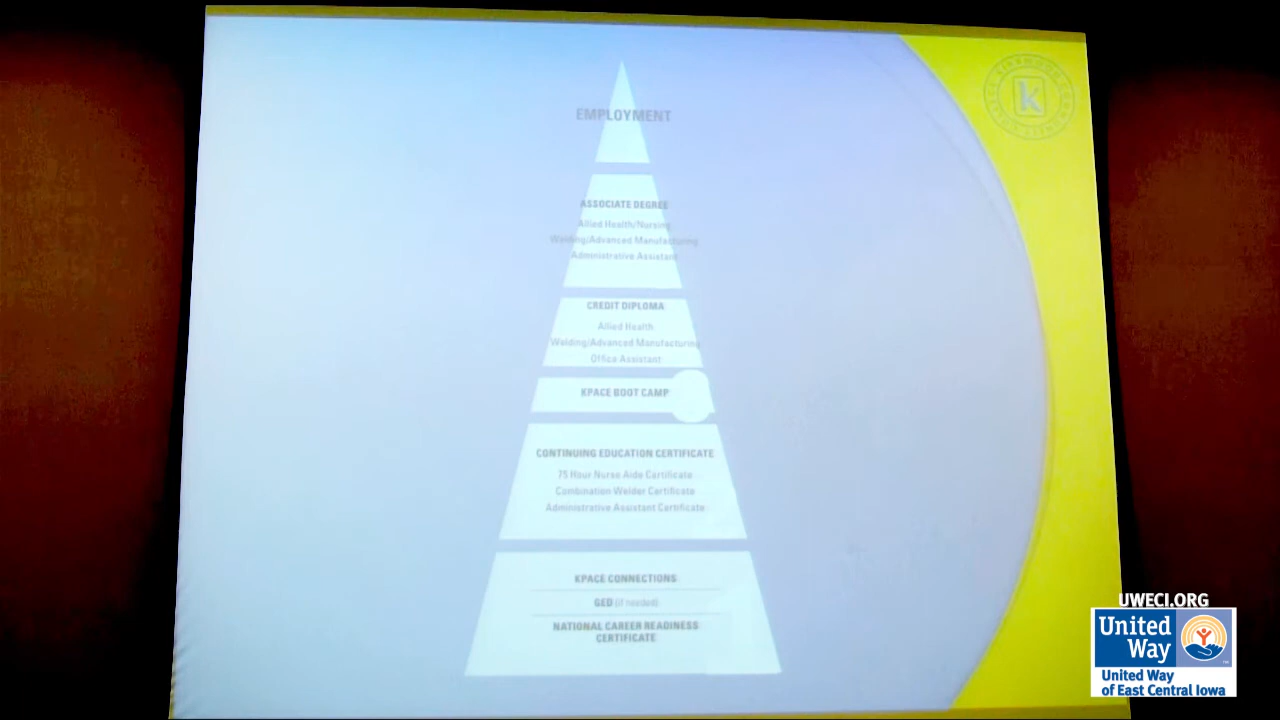 EMPLOYMENT
ASSOCIATE DEGREE
Allied Health/Nursing
Welding/Advanced Manufacturing
Administrative Assistant
CREDIT DIPLOMA
Allied Health
Welding/Advanced Manufacturing
Office Assistant
KPACE BOOT CAMP
CONTINUING EDUCATION CERTIFICATE
75 Hour Nurse Aide Certificate
Combination Welder Certificate
Administrative Assistant Certificate
KPACE CONNECTIONS
GED (if needed)
NATIONAL CAREER READINESS
CERTIFICATE
K
UWECI.ORG
United
Way
United Way
of East Central Iowa